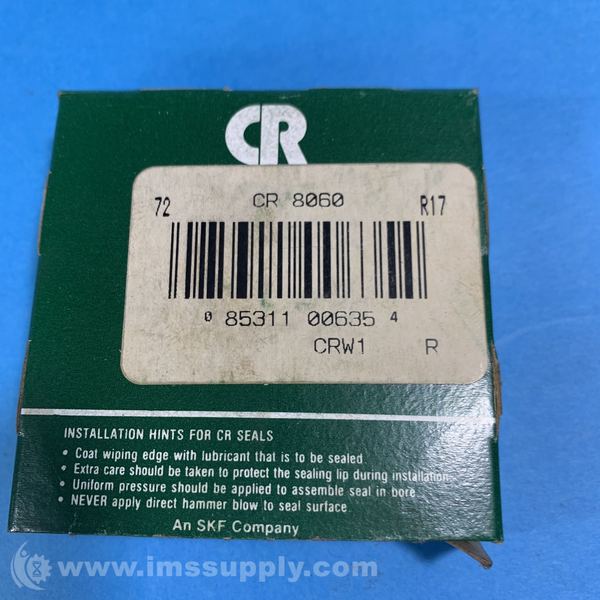 CR
72 CR 8060 R17
0 85311 00635 4
CRW1 R
INSTALLATION HINTS FOR CR SEALS
• Coat wiping edge with lubricant that is to be sealed.
• Extra care should be taken to protect the sealing lip during installation.
• Uniform pressure should be applied to assemble seal in bore.
• NEVER apply direct hammer blow to seal surface.
An SKF Company
www.imssupply.com/